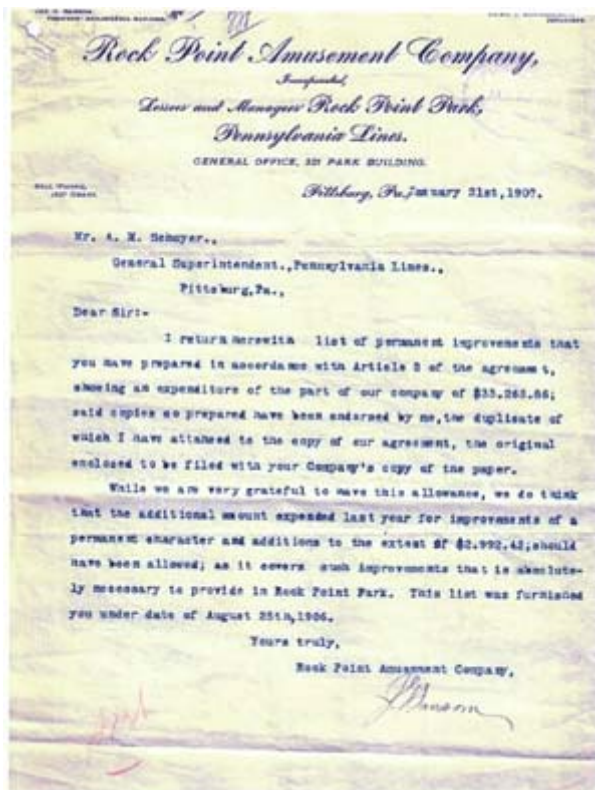 Rock Point Amusement Company,
Incorporated,
Lessees and Managers Rock Point Park,
Pennsylvania Lines.
GENERAL OFFICE, 321 PARK BUILDING.
BELL 'PHONE,
Pittsburg, Pa., January 21st, 1907.
Mr. A. M. Schoyer.,
General Superintendent.,Pennsylvania Lines.,
Pittsburg,Pa.,
Dear Sir:-
I return herewith list of permanent improvements that
you have prepared in accordance with Article 8 of the agreement,
showing an expenditure of the part of our company of
said copies so prepared have been endorsed by me,the duplicate of
which I have attached to the copy of our agreement, the original
enclosed to be filed with your Company's copy of the paper.
While we are very grateful to have this allowance, we do think
that the additional amount expended last year for improvements of a
permanent character and additions to the extent of $2.992.42;should
have been allowed; as it covers such improvements that is absolute-
ly necessary to provide in Rock Point Park. This list was furnished
you under date of August 25th,1906.
Yours truly,
Rock Point Amusement Company,